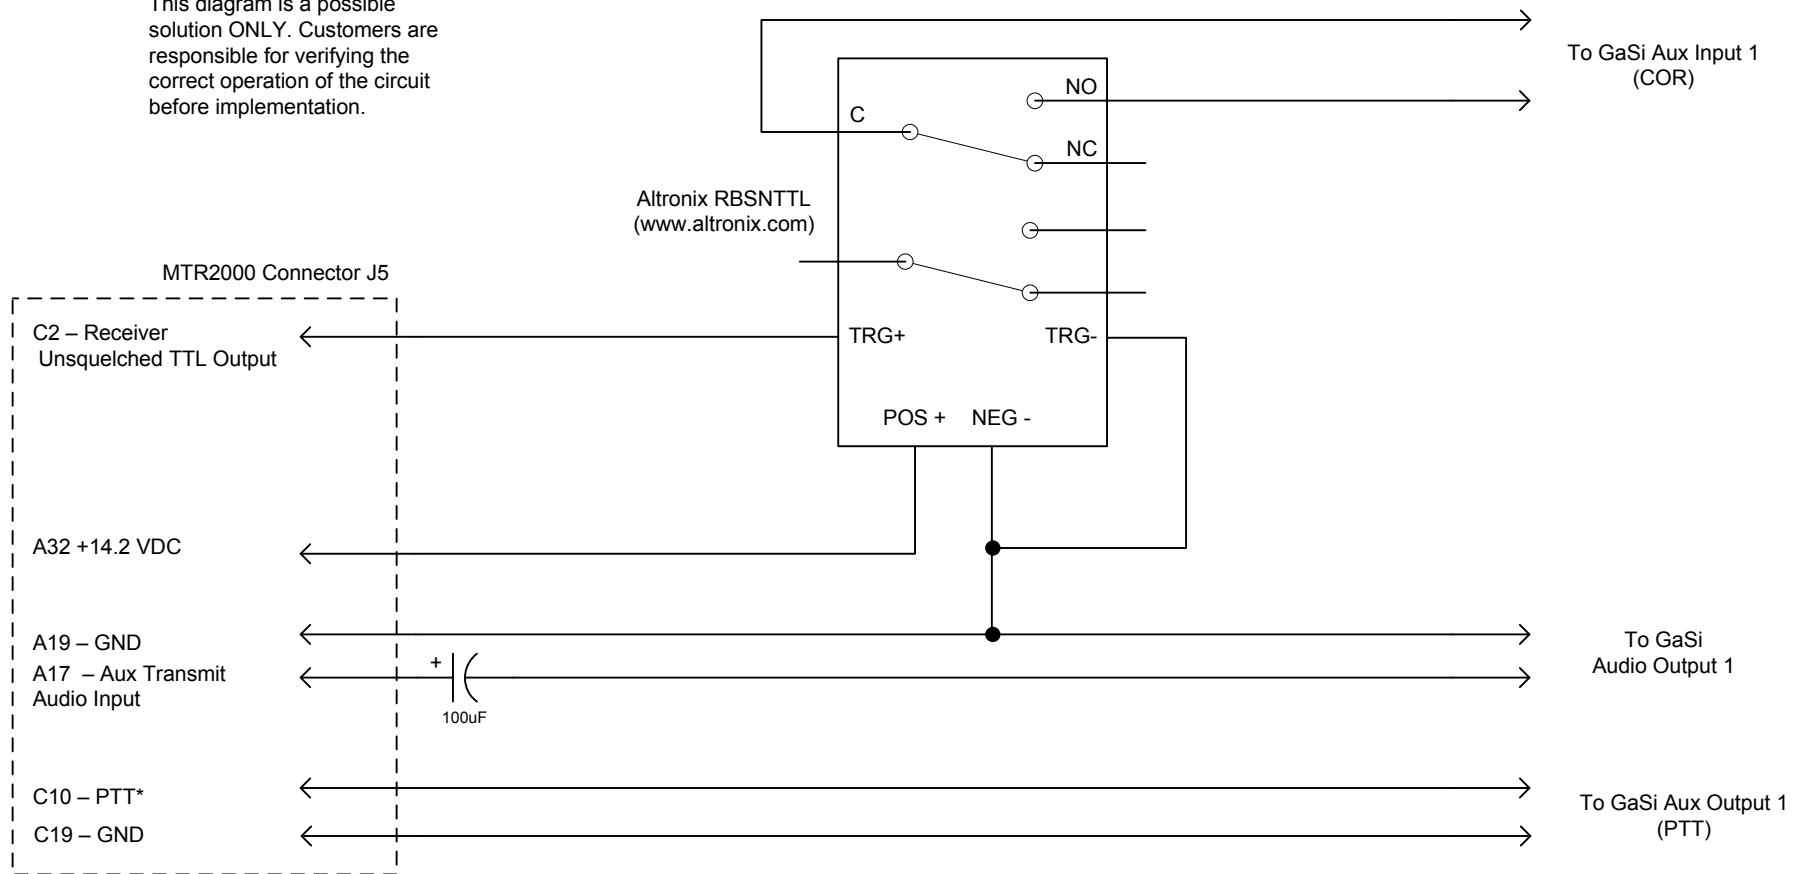 This diagram is a possible
solution ONLY. Customers are
responsible for verifying the
correct operation of the circuit
before implementation.
To GaSi Aux Input 1
(COR)
NO
C
NC
Altronix RBSNTTL
(www.altronix.com)
MTR2000 Connector J5
C2 – Receiver
Unsquelched TTL Output
TRG+
TRG-
POS +
NEG -
A32 +14.2 VDC
A19 – GND
A17 – Aux Transmit
Audio Input
+
100uF
To GaSi
Audio Output 1
C10 – PTT*
C19 – GND
To GaSi Aux Output 1
(PTT)